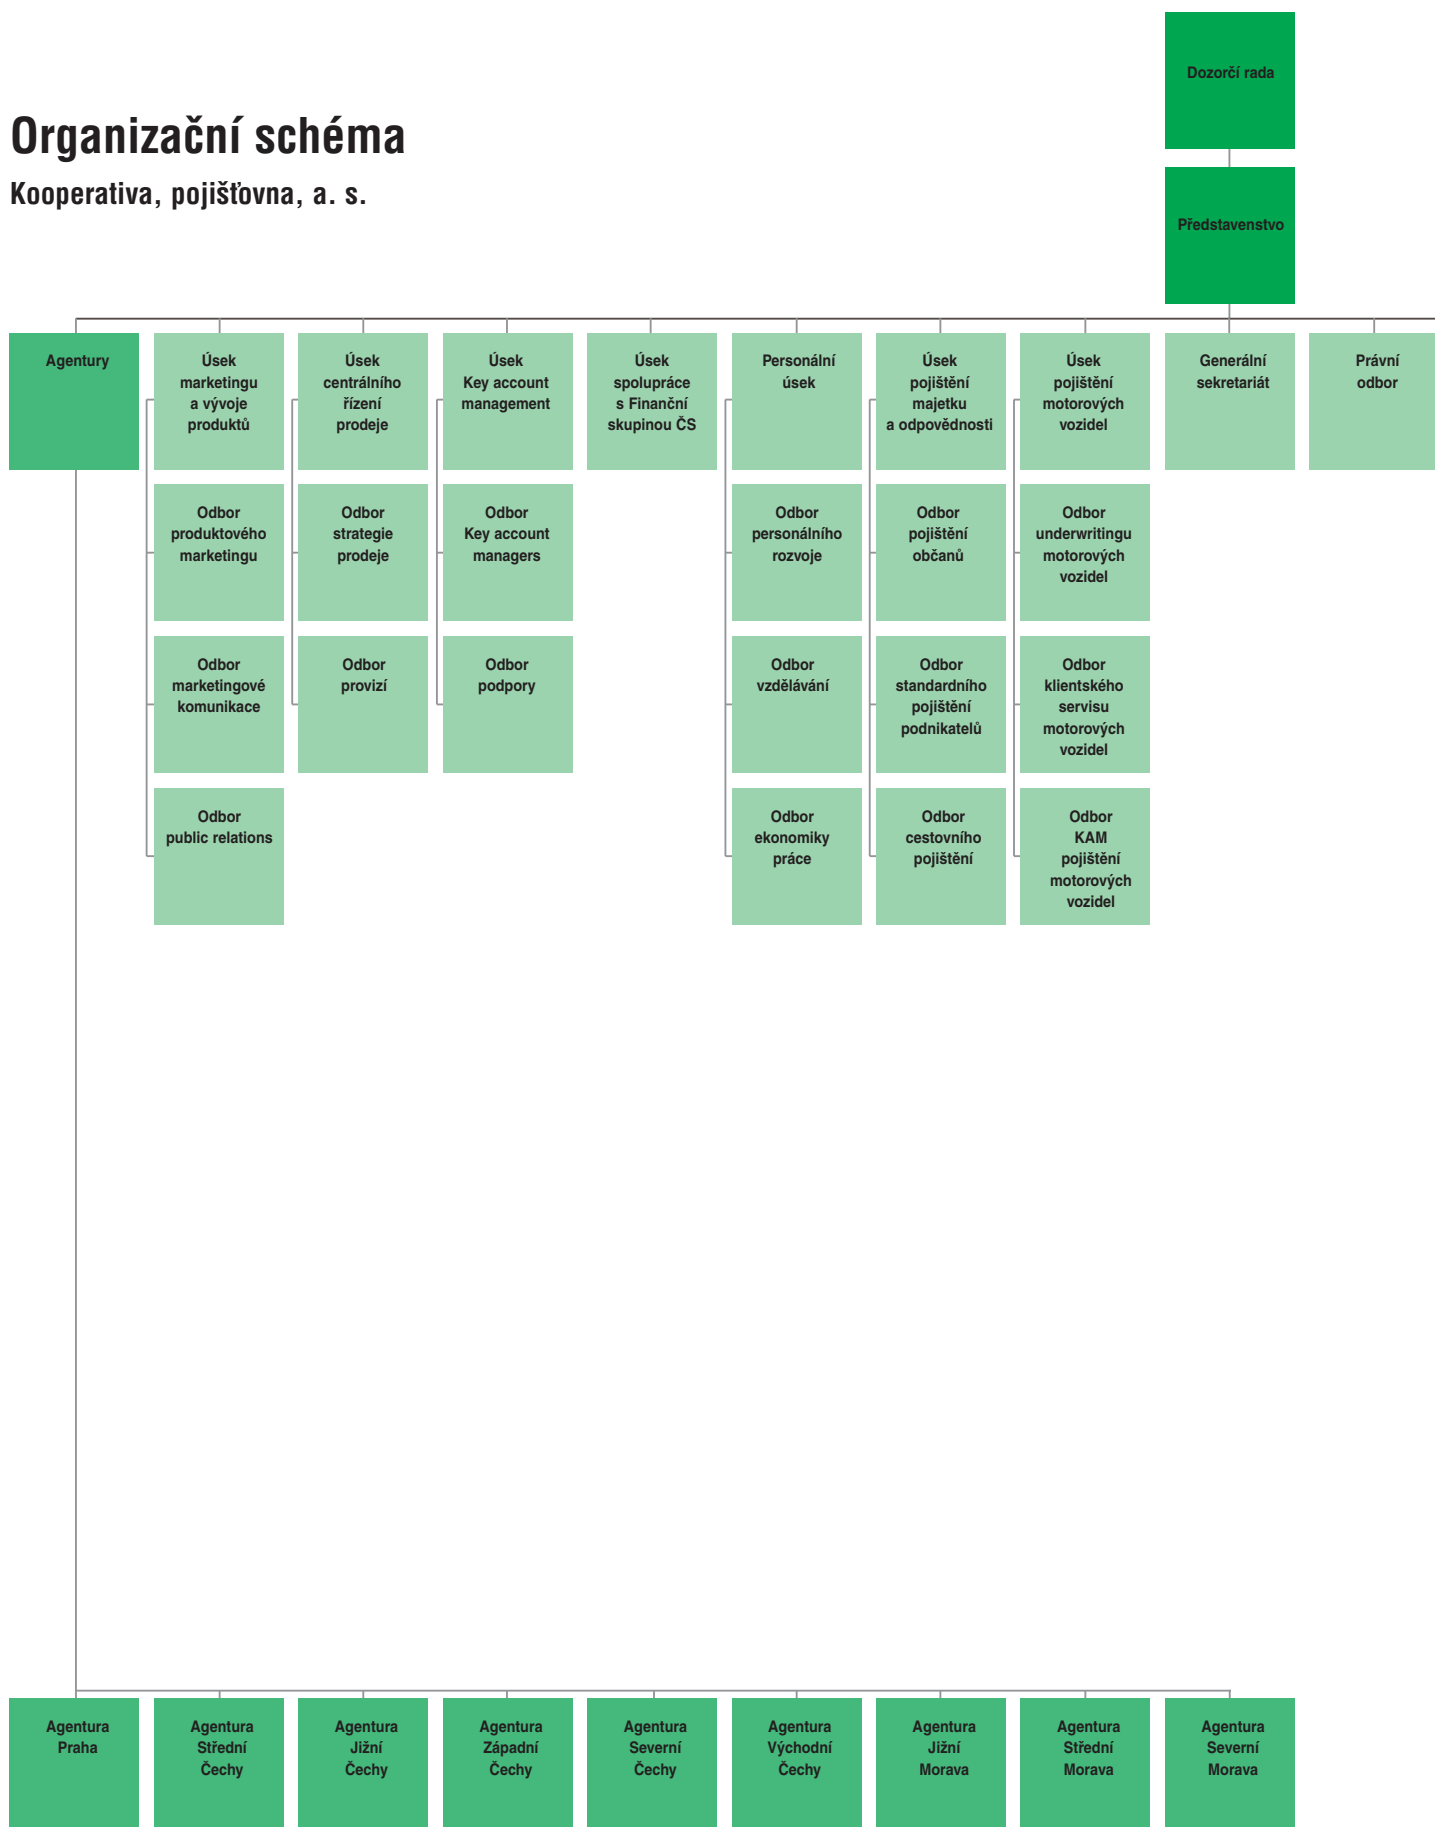 Dozorčí rada
Organizační schéma
Kooperativa, pojišťovna, a. s.
Představenstvo
Agentury
Úsek
marketingu
a vývoje
produktů
Úsek
centrálního
řízení
prodeje
Úsek
Key account
management
Úsek
spolupráce
s Finanční
skupinou ČS
Personální
úsek
Úsek
pojištění
majetku
a odpovědnosti
Úsek
pojištění
motorových
vozidel
Generální
sekretariát
Právní
odbor
Odbor
produktového
marketingu
Odbor
strategie
prodeje
Odbor
Key account
managers
Odbor
personálního
rozvoje
Odbor
pojištění
občanů
Odbor
underwritingu
motorových
vozidel
Odbor
marketingové
komunikace
Odbor
provizí
Odbor
podpory
Odbor
vzdělávání
Odbor
standardního
pojištění
podnikatelů
Odbor
klientského
servisu
motorových
vozidel
Odbor
public relations
Odbor
ekonomiky
práce
Odbor
cestovního
pojištění
Odbor
KAM
pojištění
motorových
vozidel
Agentura
Praha
Agentura
Střední
Čechy
Agentura
Jižní
Čechy
Agentura
Západní
Čechy
Agentura
Severní
Čechy
Agentura
Východní
Čechy
Agentura
Jižní
Morava
Agentura
Střední
Morava
Agentura
Severní
Morava